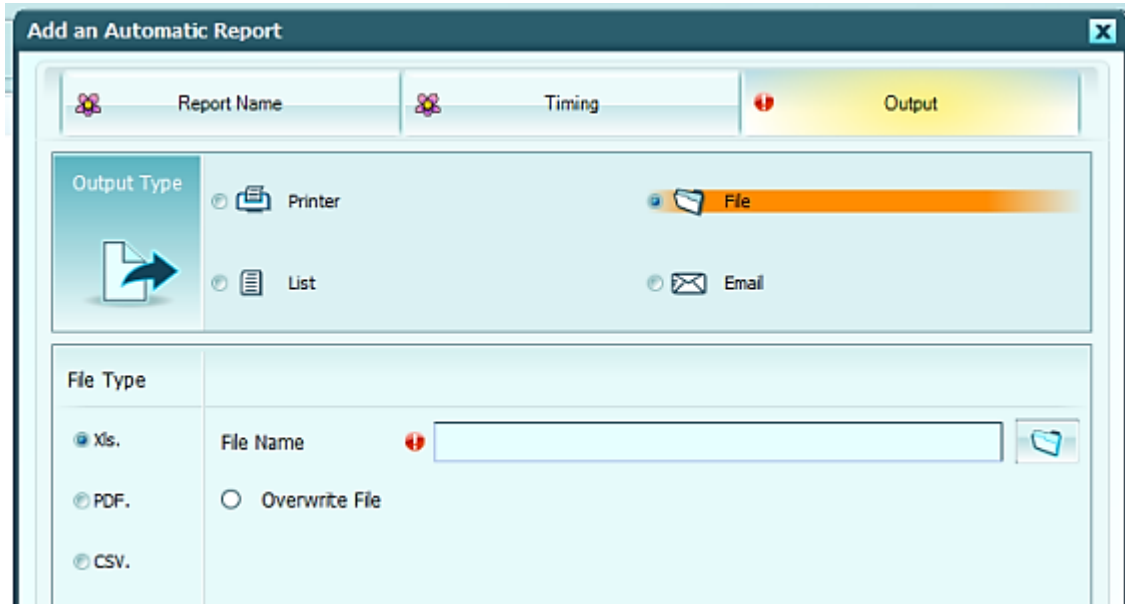 Add an Automatic Report
Report Name
Timing
Output
Output Type
Printer
File
List
Email
File Type
Xls.
File Name
PDF.
Overwrite File
CSV.